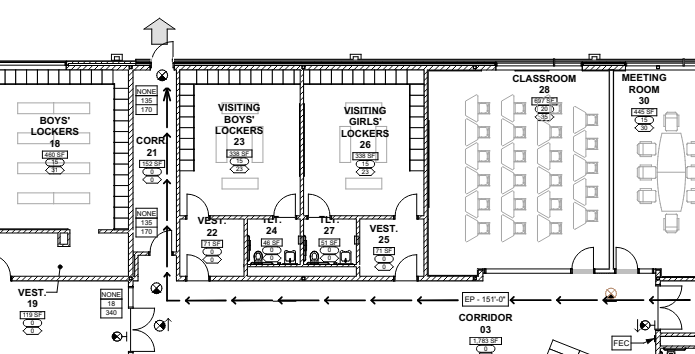 BOYS'
LOCKERS
18
460 SF
15
31
NONE
135
170
CORR.
21
152 SF
0
0
NONE
135
170
VISITING
BOYS'
LOCKERS
23
338 SF
15
23
VISITING
GIRLS'
LOCKERS
26
338 SF
15
23
CLASSROOM
28
697 SF
20
35
MEETING
ROOM
30
445 SF
15
30
VEST.
22
71 SF
0
0
TLT.
24
46 SF
0
0
TLT.
27
51 SF
0
0
VEST.
25
71 SF
0
0
VEST.
19
119 SF
0
0
NONE
18
340
EP - 151'-0"
CORRIDOR
03
1,783 SF
0
FEC